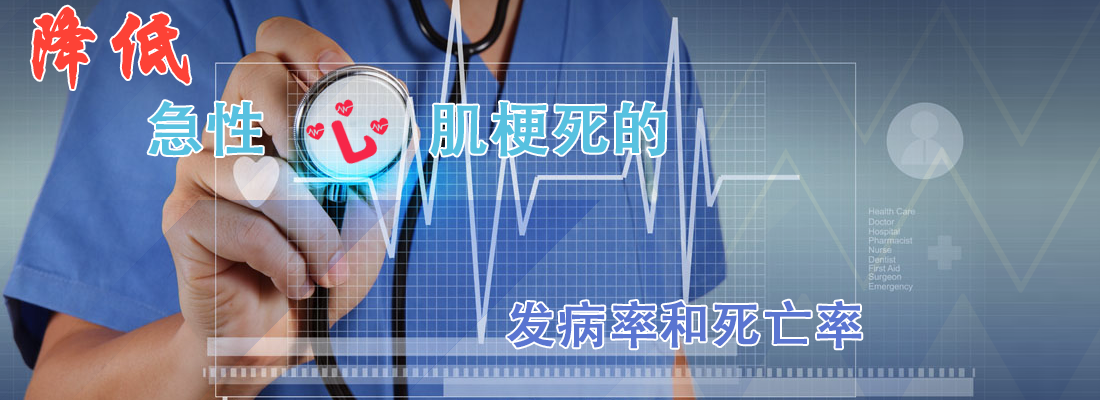 降低
急性心肌梗死的
发病率和死亡率
Health Care
Doctor
Hospital
Pharmacist
Nurse
Dentist
First Aid
Surgeon
Emergency